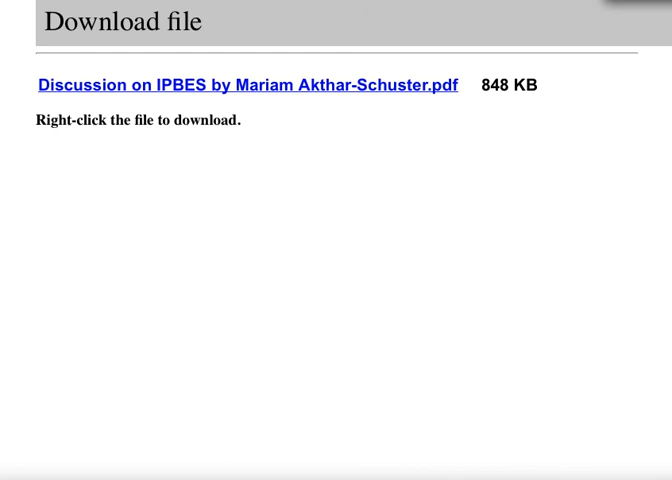 Download file
Discussion on IPBES by Mariam Akthar-Schuster.pdf 848 KB
Right-click the file to download.